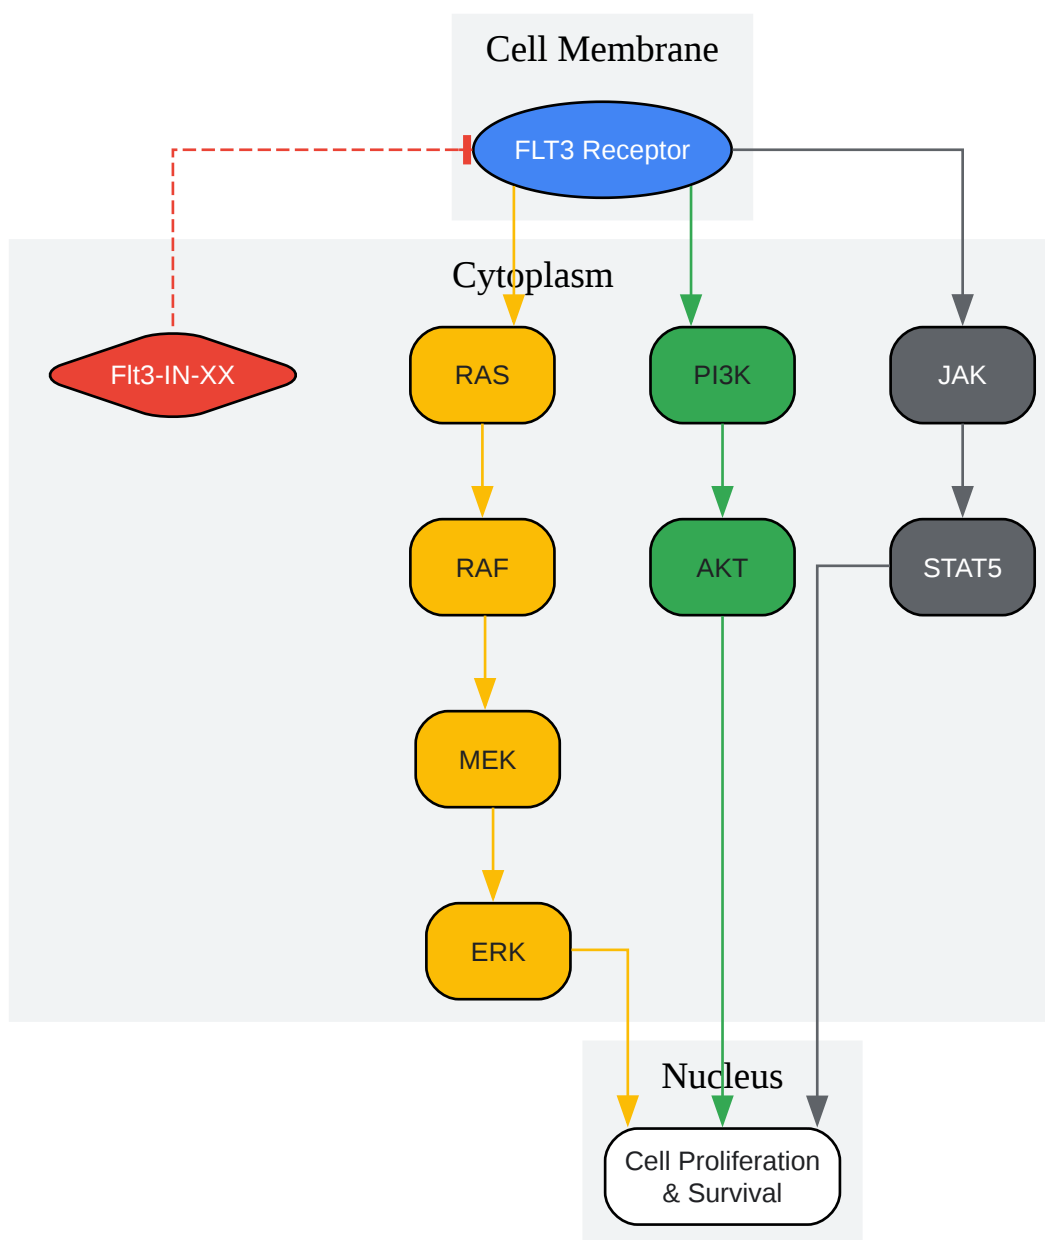 Cell Membrane
FLT3 Receptor
Cytoplasm
Flt3-IN-XX
RAS
PI3K
JAK
RAF
AKT
STAT5
MEK
ERK
Nucleus
Cell Proliferation
& Survival